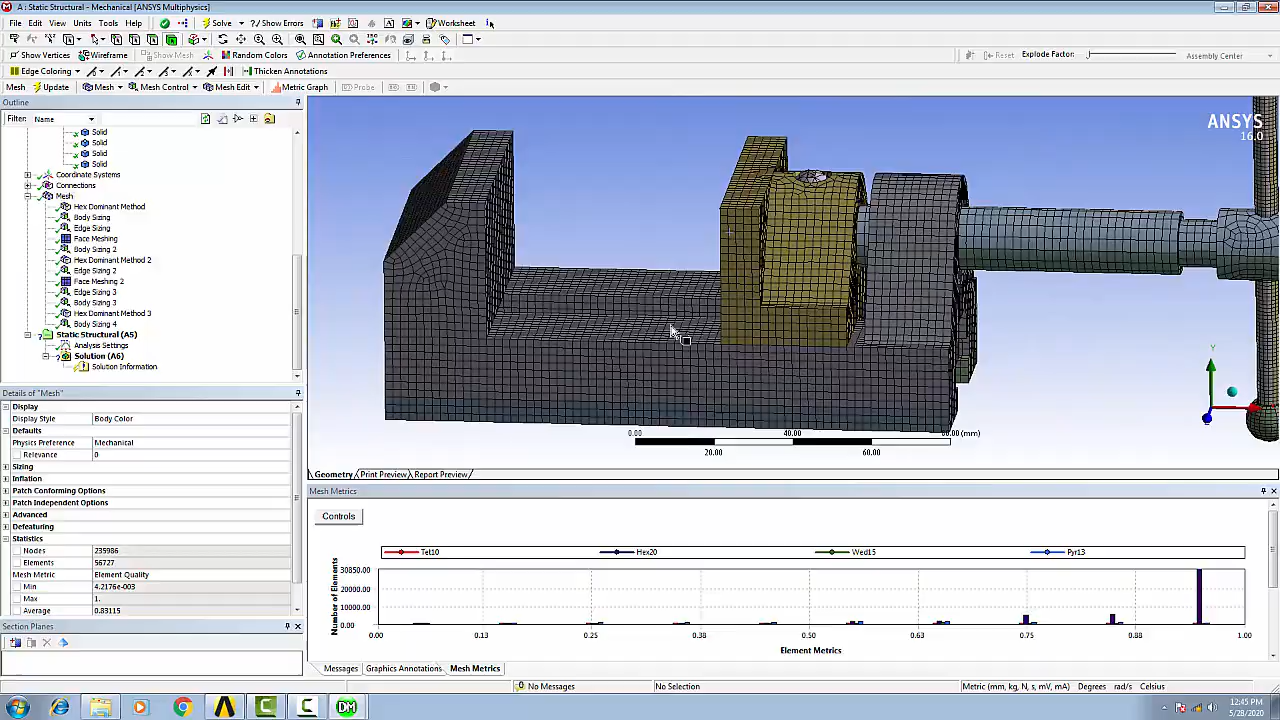 A : Static Structural - Mechanical [ANSYS Multiphysics]
File Edit View Units Tools Help Solve Show Errors Worksheet
Show Vertices Wireframe Show Mesh Random Colors Annotation Preferences Reset Explode Factor: Assembly Center
Edge Coloring Thicken Annotations
Mesh Update Mesh Mesh Control Mesh Edit Metric Graph Probe
Outline
Filter: Name
Solid
Solid
Solid
Solid
Coordinate Systems
Connections
Mesh
Hex Dominant Method
Body Sizing
Edge Sizing
Face Meshing
Body Sizing 2
Hex Dominant Method 2
Edge Sizing 2
Face Meshing 2
Edge Sizing 3
Body Sizing 3
Hex Dominant Method 3
Body Sizing 4
Static Structural (A5)
Analysis Settings
Solution (A6)
Solution Information
ANSYS
16.0
Y
0.00 40.00 80.00 (mm)
20.00 60.00
Geometry Print Preview Report Preview
Details of "Mesh"
Display
Display Style Body Color
Defaults
Physics Preference Mechanical
Relevance 0
Sizing
Inflation
Patch Conforming Options
Patch Independent Options
Advanced
Defeaturing
Statistics
Nodes 235986
Elements 56727
Mesh Metric Element Quality
Min 4.2176e-003
Max 1.
Average 0.83115
Section Planes
Mesh Metrics
Controls
Tet10 Hex20 Wed15 Pyr13
Number of Elements
30850.00
20000.00
10000.00
0.00
0.00 0.13 0.25 0.38 0.50 0.63 0.75 0.88 1.00
Element Metrics
Messages Graphics Annotations Mesh Metrics
No Messages No Selection Metric (mm, kg, N, s, mV, mA) Degrees rad/s Celsius
DM
12:45 PM
5/28/2020